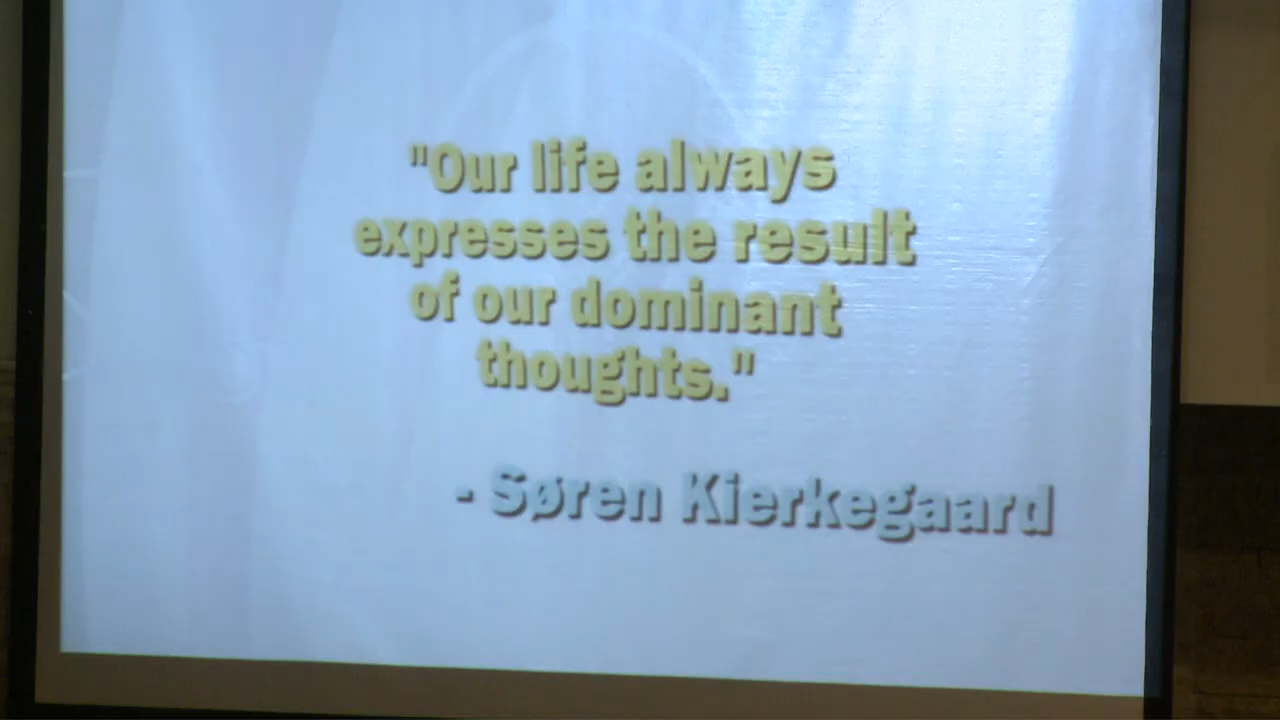 "Our life always
expresses the result
of our dominant
thoughts."
- Søren Kierkegaard